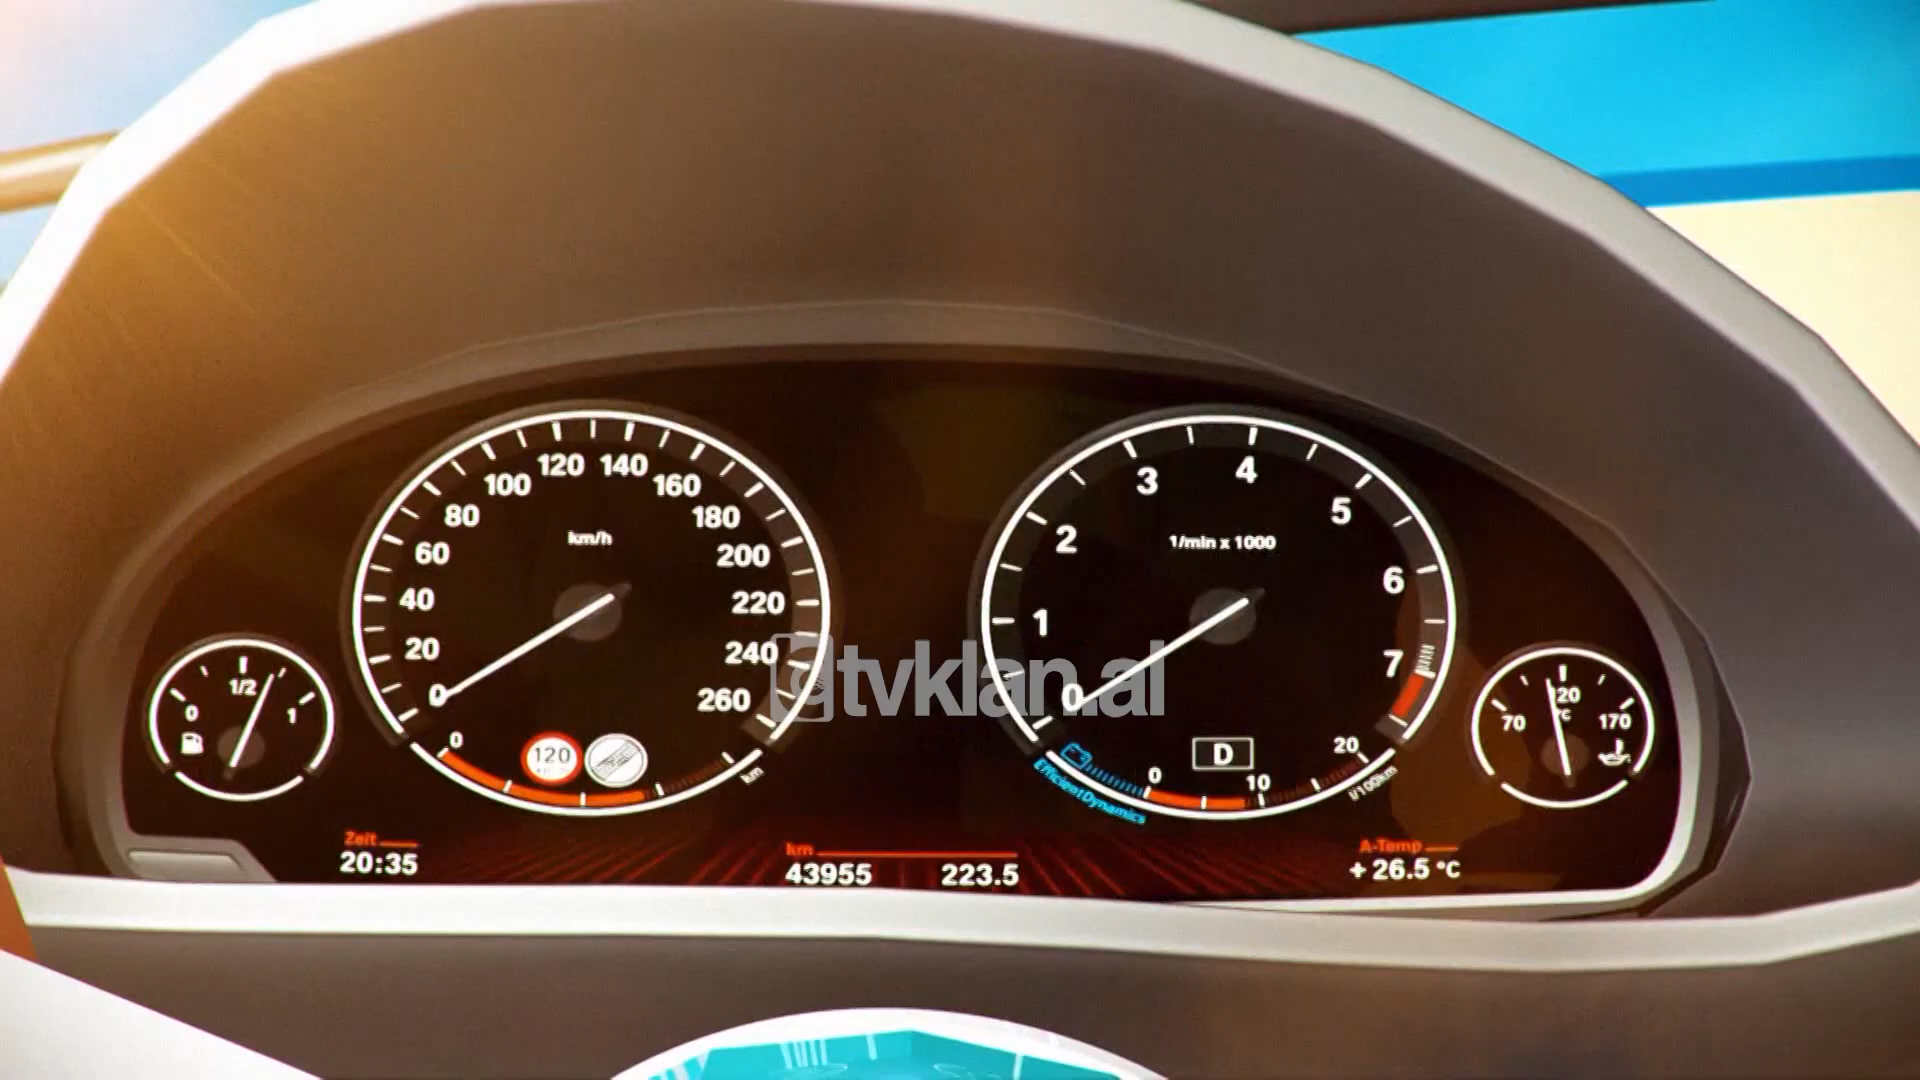 120 140
100 160
80 180
60 200
40 220
20 240
0 260
km/h
0
120
km
3 4
2 5
1 6
0 7
1/min x 1000
D
0 10 20
l/100km
EfficientDynamics
0 1/2 1
70 120 170
°C
tvklan.al
Zeit
20:35
km
43955 223.5
A-Temp
+ 26.5 °C